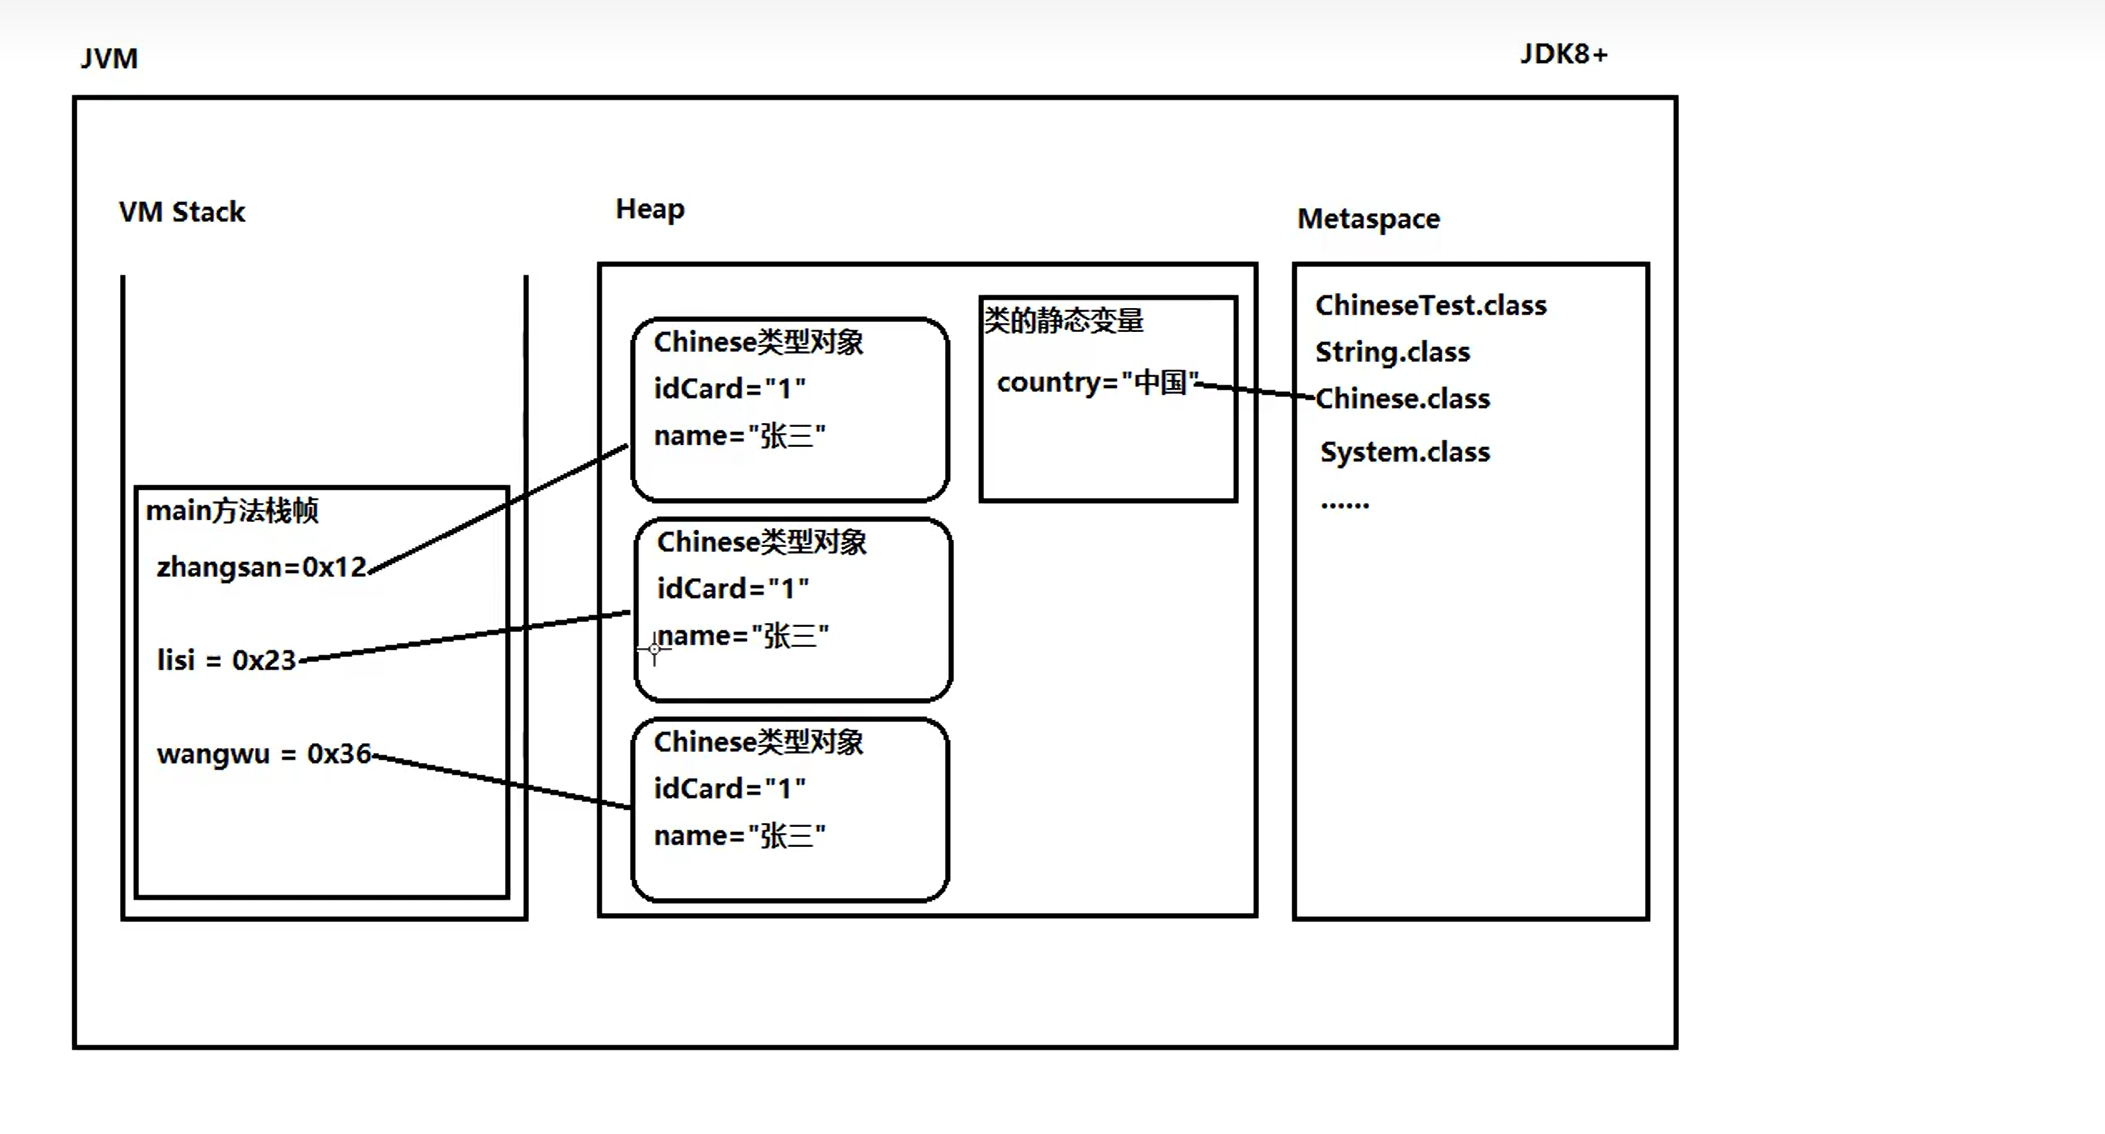 JVM
JDK8+
VM Stack
Heap
Metaspace
main方法栈帧
zhangsan=0x12
lisi = 0x23
wangwu = 0x36
Chinese类型对象
idCard="1"
name="张三"
Chinese类型对象
idCard="1"
name="张三"
Chinese类型对象
idCard="1"
name="张三"
类的静态变量
country="中国"
ChineseTest.class
String.class
Chinese.class
System.class
......